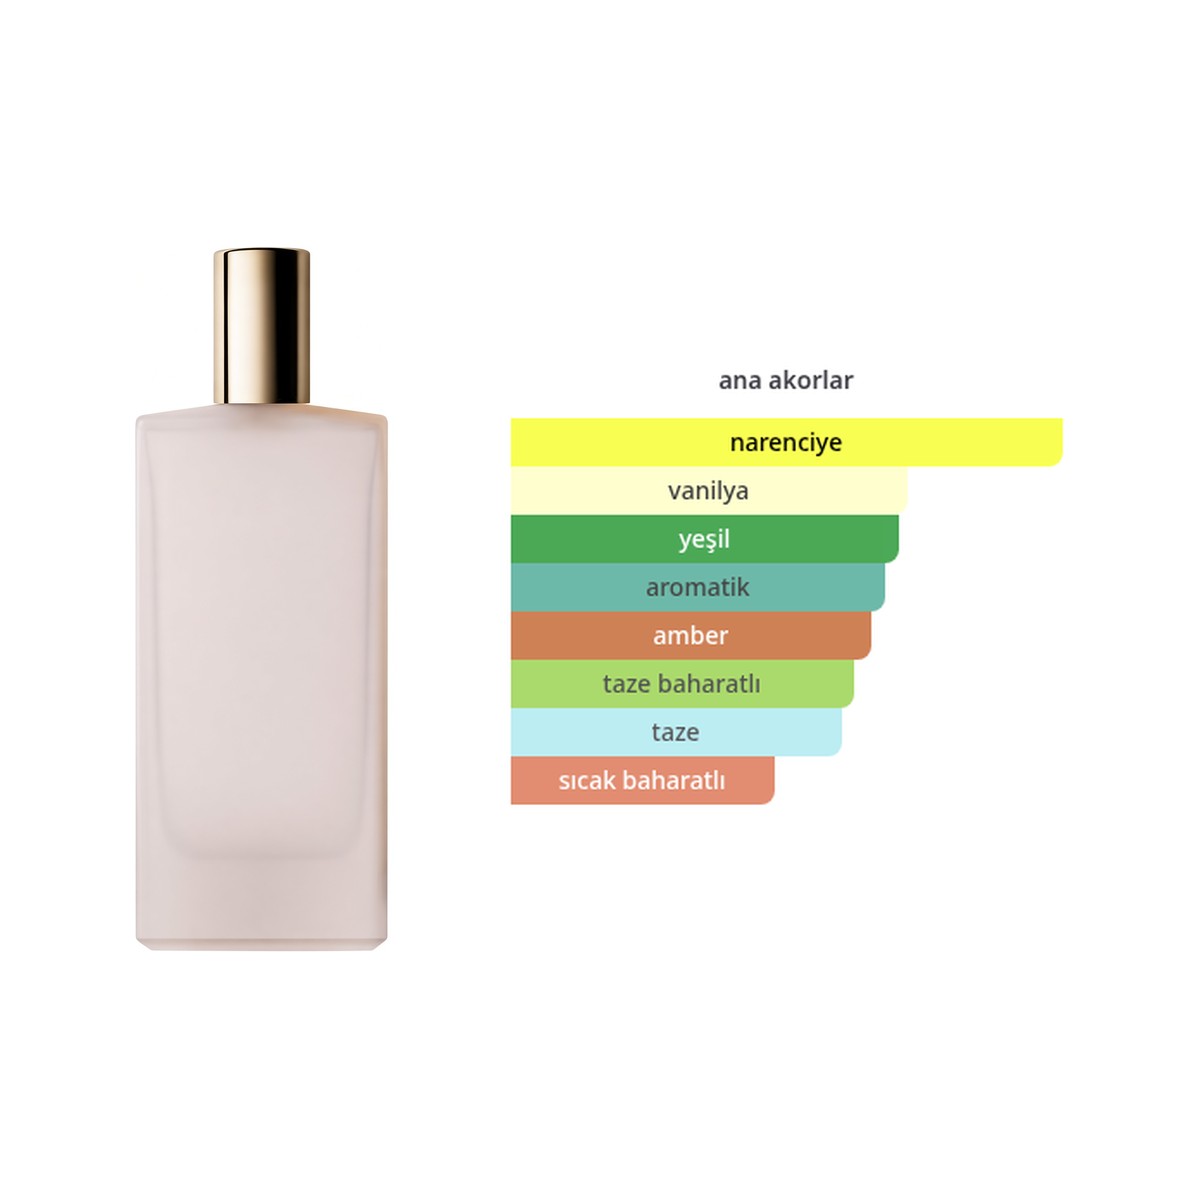 ana akorlar
narenciye
vanilya
yeşil
aromatik
amber
taze baharatlı
taze
sıcak baharatlı